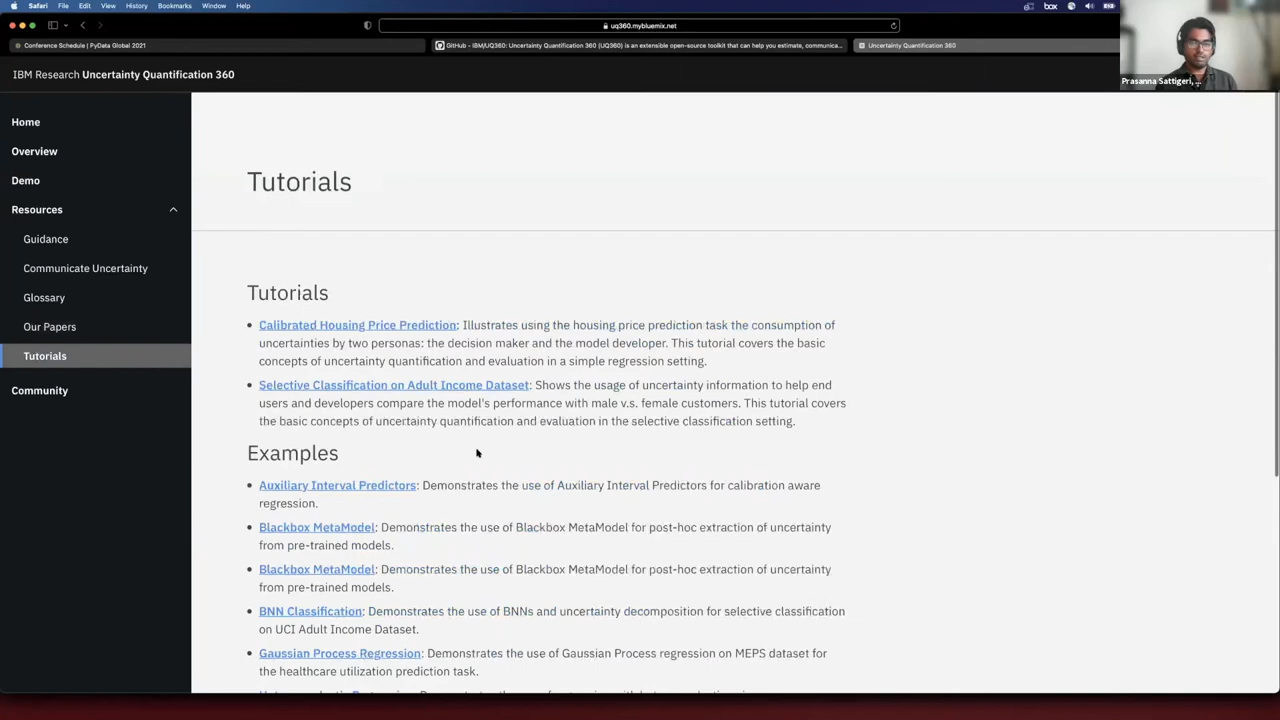 Safari File Edit View History Bookmarks Window Help
box
uq360.mybluemix.net
Conference Schedule | PyData Global 2021
GitHub - IBM/UQ360: Uncertainty Quantification 360 (UQ360) is an extensible open-source toolkit that can help you estimate, communica...
Uncertainty Quantification 360
IBM Research Uncertainty Quantification 360
Prasanna Sattigeri, ...
Home
Overview
Demo
Resources
Guidance
Communicate Uncertainty
Glossary
Our Papers
Tutorials
Community
Tutorials
Tutorials
Calibrated Housing Price Prediction: Illustrates using the housing price prediction task the consumption of
uncertainties by two personas: the decision maker and the model developer. This tutorial covers the basic
concepts of uncertainty quantification and evaluation in a simple regression setting.
Selective Classification on Adult Income Dataset: Shows the usage of uncertainty information to help end
users and developers compare the model's performance with male v.s. female customers. This tutorial covers
the basic concepts of uncertainty quantification and evaluation in the selective classification setting.
Examples
Auxiliary Interval Predictors: Demonstrates the use of Auxiliary Interval Predictors for calibration aware
regression.
Blackbox MetaModel: Demonstrates the use of Blackbox MetaModel for post-hoc extraction of uncertainty
from pre-trained models.
Blackbox MetaModel: Demonstrates the use of Blackbox MetaModel for post-hoc extraction of uncertainty
from pre-trained models.
BNN Classification: Demonstrates the use of BNNs and uncertainty decomposition for selective classification
on UCI Adult Income Dataset.
Gaussian Process Regression: Demonstrates the use of Gaussian Process regression on MEPS dataset for
the healthcare utilization prediction task.